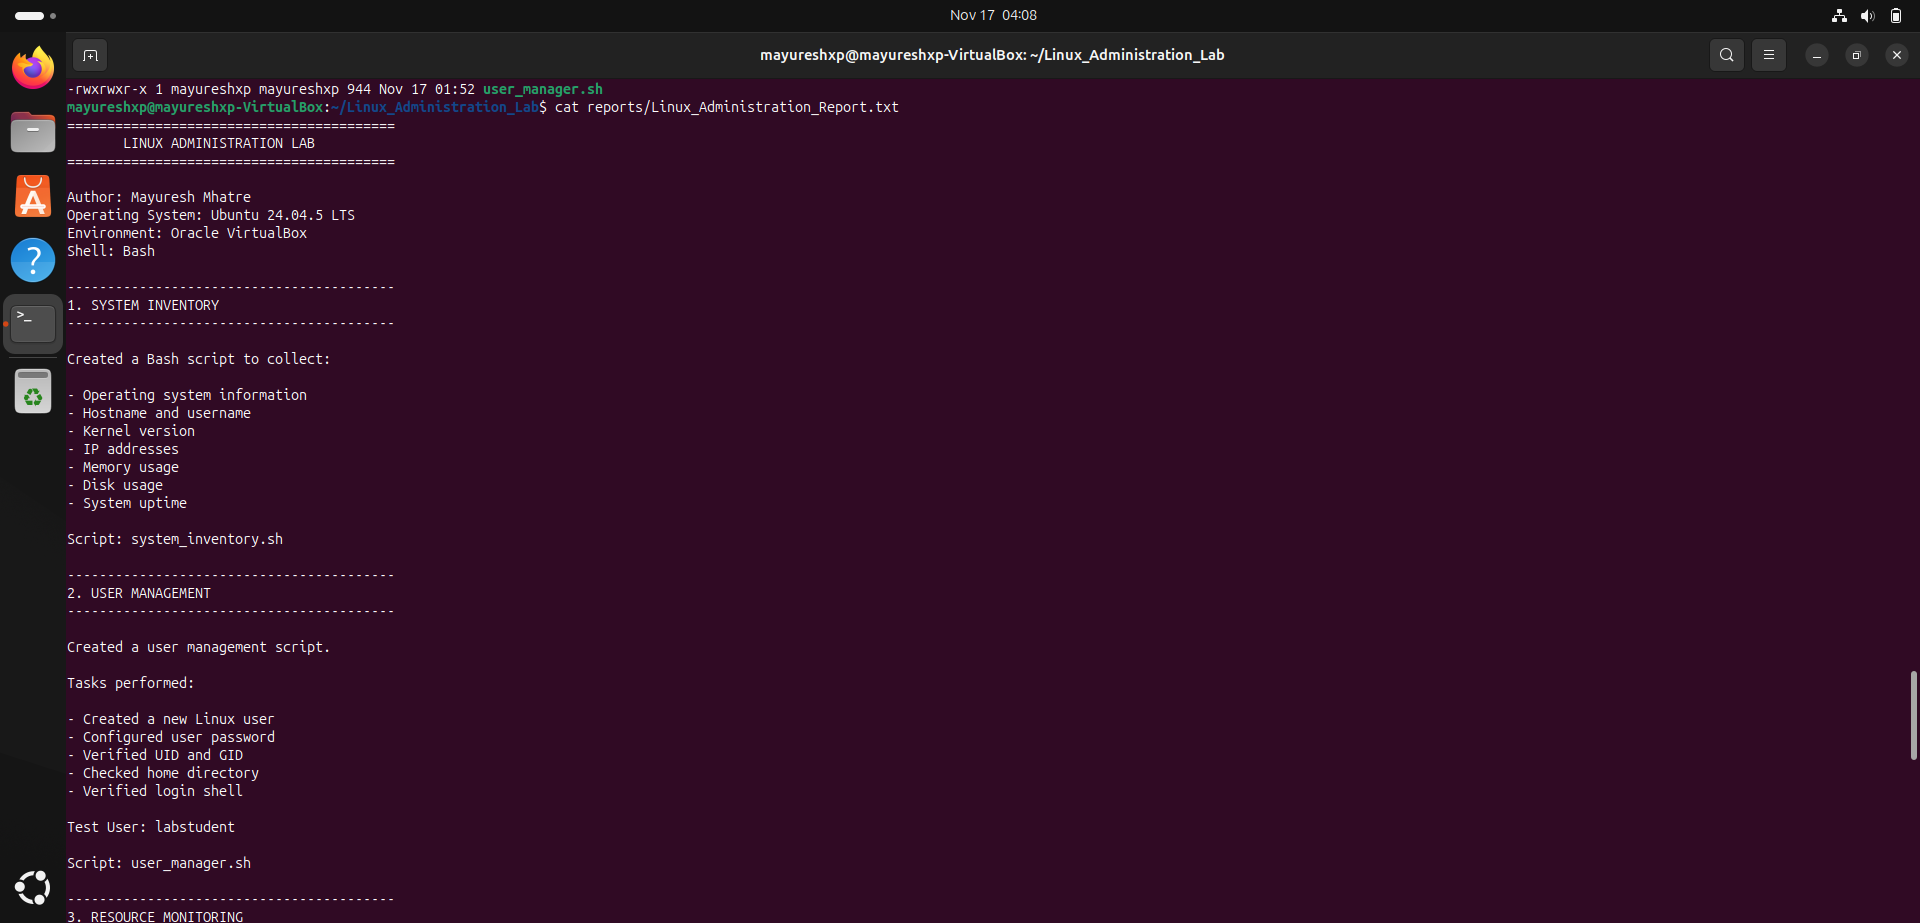 Nov 17 04:08
mayureshxp@mayureshxp-VirtualBox: ~/Linux_Administration_Lab
-rwxrwxr-x 1 mayureshxp mayureshxp 944 Nov 17 01:52 user_manager.sh
mayureshxp@mayureshxp-VirtualBox:~/Linux_Administration_Lab$ cat reports/Linux_Administration_Report.txt
=========================================
LINUX ADMINISTRATION LAB
=========================================
Author: Mayuresh Mhatre
Operating System: Ubuntu 24.04.5 LTS
Environment: Oracle VirtualBox
Shell: Bash
-----------------------------------------
1. SYSTEM INVENTORY
-----------------------------------------
Created a Bash script to collect:
- Operating system information
- Hostname and username
- Kernel version
- IP addresses
- Memory usage
- Disk usage
- System uptime
Script: system_inventory.sh
-----------------------------------------
2. USER MANAGEMENT
-----------------------------------------
Created a user management script.
Tasks performed:
- Created a new Linux user
- Configured user password
- Verified UID and GID
- Checked home directory
- Verified login shell
Test User: labstudent
Script: user_manager.sh
-----------------------------------------
3. RESOURCE MONITORING